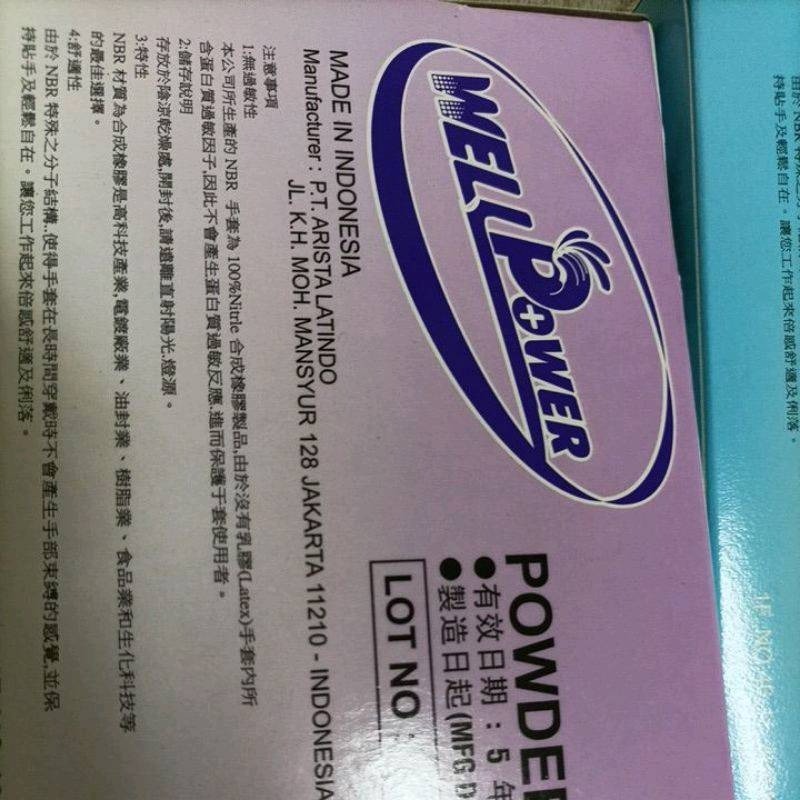 WELL POWER
POWDE
●有效日期：5 年
●製造日起(MFG D
LOT NO
MADE IN INDONESIA
Manufacturer : P.T. ARISTA LATINDO
JL. K.H. MOH. MANSYUR 128 JAKARTA 11210 - INDONESIA
注意事項
1:無過敏性
本公司所生產的 NBR 手套為 100%Nitrle 合成橡膠製品,由於沒有乳膠(Latex)手套內所
含蛋白質過敏因子,因此不會產生蛋白質過敏反應,進而保護手套使用者。
2:儲存說明
存放於陰涼乾燥處,開封後,請遠離直射陽光,燈源。
3:特性
NBR 材質為合成橡膠是高科技產業,電鍍廠業、油封業、樹脂業、食品業和生化科技等
的最佳選擇。
4:舒適性
由於 NBR 特殊之分子結構..使得手套在長時間穿戴時不會產生手部束縛的感覺,並保
持貼手及輕鬆自在。讓您工作起來倍感舒適及俐落。
由於 NBR 特殊之
持貼手及輕鬆自在。讓您工作起來倍感舒適及俐落。